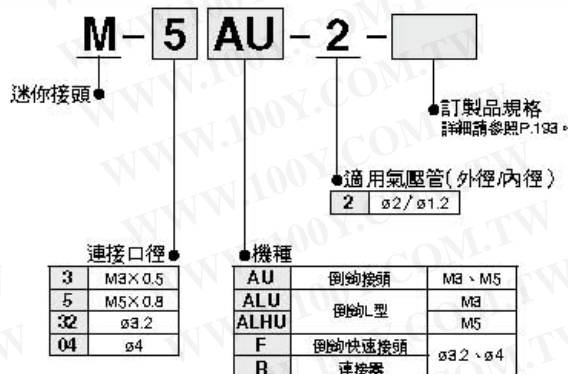 M - 5 AU - 2 -
迷你接頭
訂製品規格
詳細請參照P.193。
適用氣壓管(外徑/內徑)
2 ø2/ø1.2
連接口徑
3 M3×0.5
5 M5×0.8
32 ø3.2
04 ø4
機種
AU 倒鉤接頭 M3、M5
ALU 倒鉤L型 M3
ALHU M5
F 倒鉤快速接頭 ø3.2、ø4
R 連接器
WWW.100Y.COM.TW